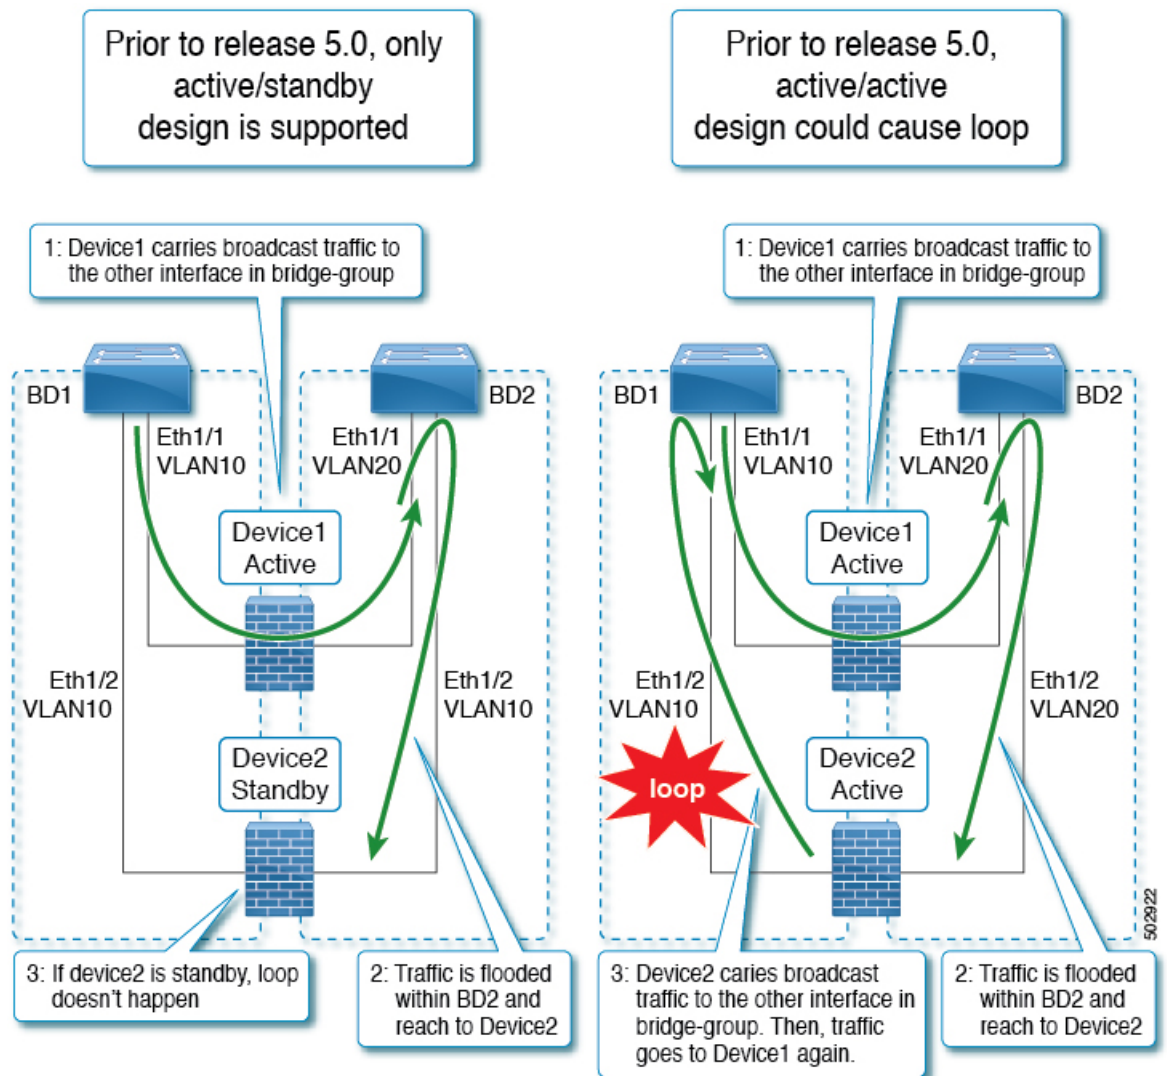 Prior to release 5.0, only
active/standby
design is supported
Prior to release 5.0,
active/active
design could cause loop
1: Device1 carries broadcast traffic to
the other interface in bridge-group
BD1
BD2
Eth1/1
VLAN10
Eth1/1
VLAN20
Device1
Active
Eth1/2
VLAN10
Eth1/2
VLAN10
Device2
Standby
3: If device2 is standby, loop
doesn't happen
2: Traffic is flooded
within BD2 and
reach to Device2
1: Device1 carries broadcast traffic to
the other interface in bridge-group
BD1
BD2
Eth1/1
VLAN10
Eth1/1
VLAN20
Device1
Active
Eth1/2
VLAN10
Eth1/2
VLAN20
loop
Device2
Active
3: Device2 caries broadcast
traffic to the other interface in
bridge-group. Then, traffic
goes to Device1 again.
2: Traffic is flooded
within BD2 and
reach to Device2
502922